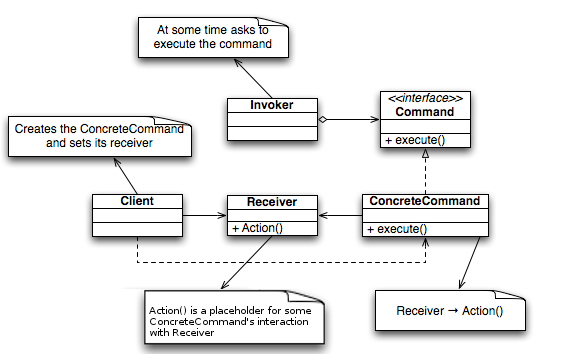 At some time asks to
execute the command
Invoker
<<interface>>
Command
+ execute()
Creates the ConcreteCommand
and sets its receiver
Client
Receiver
+ Action()
ConcreteCommand
+ execute()
Action() is a placeholder for some
ConcreteCommand's interaction
with Receiver
Receiver → Action()